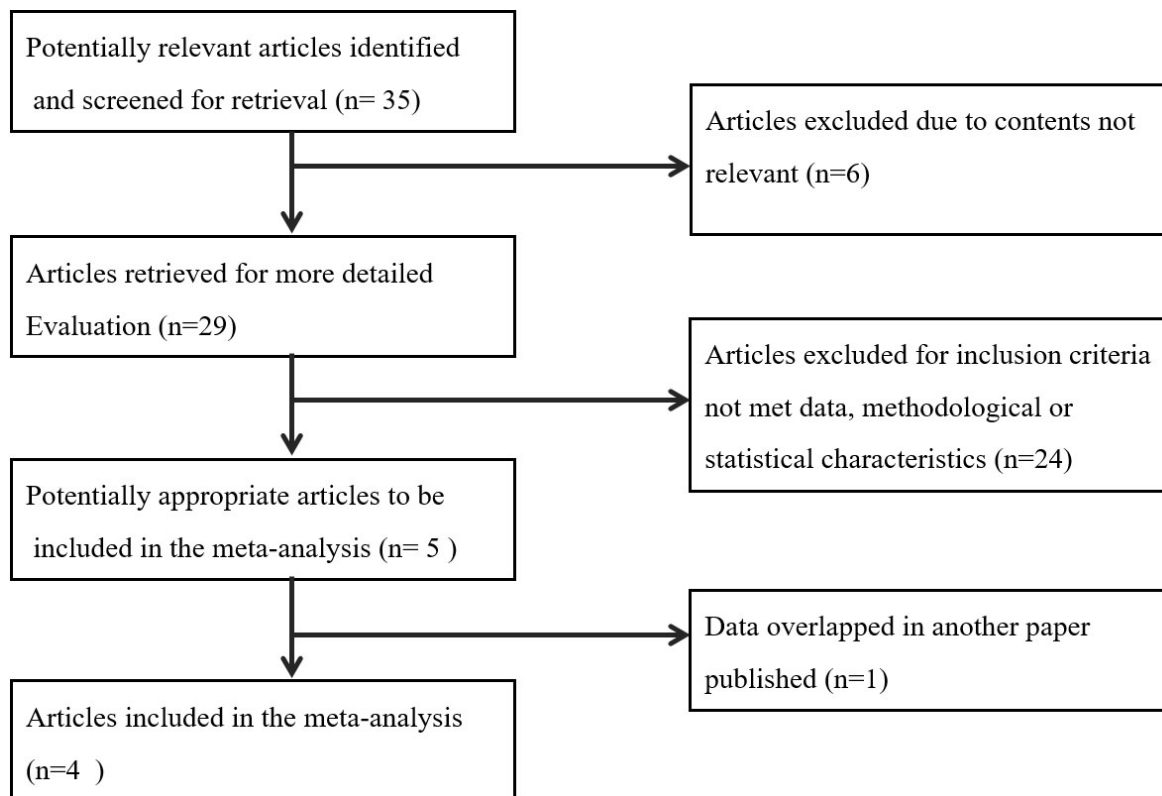 Potentially relevant articles identified
and screened for retrieval (n= 35)
Articles excluded due to contents not
relevant (n=6)
Articles retrieved for more detailed
Evaluation (n=29)
Articles excluded for inclusion criteria
not met data, methodological or
statistical characteristics (n=24)
Potentially appropriate articles to be
included in the meta-analysis (n= 5 )
Data overlapped in another paper
published (n=1)
Articles included in the meta-analysis
(n=4 )